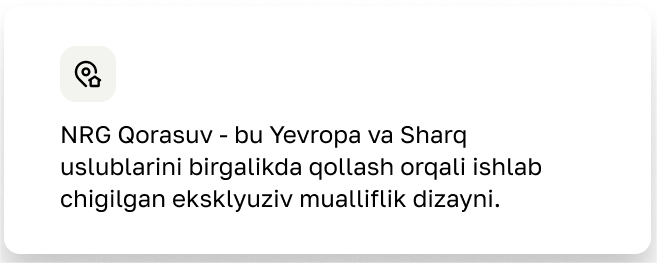 NRG Qorasuv - bu Yevropa va Sharq
uslublarini birgalikda qollash orqali ishlab
chigilgan eksklyuziv mualliflik dizayni.